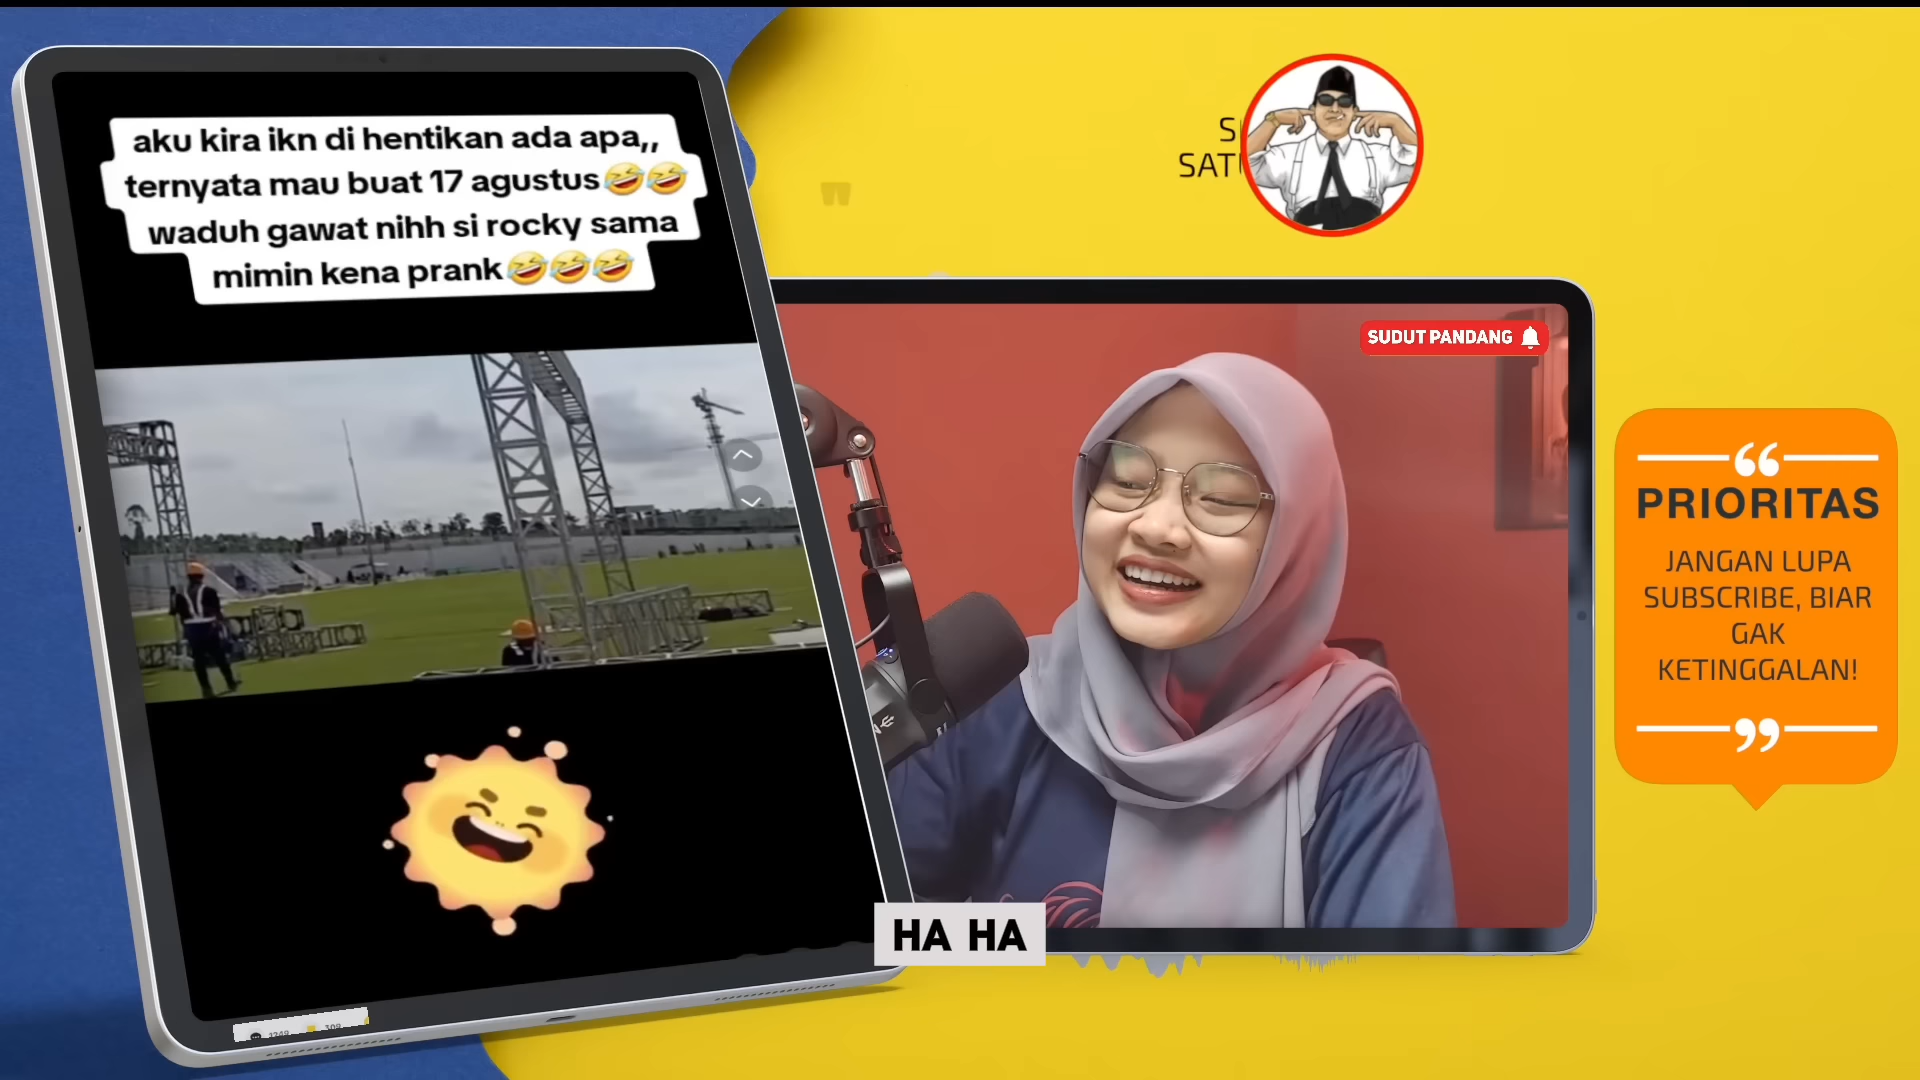 aku kira ikn di hentikan ada apa,,
ternyata mau buat 17 agustus🤣🤣
waduh gawat nihh si rocky sama
mimin kena prank🤣🤣🤣
SUDUT PANDANG
PRIORITAS
JANGAN LUPA
SUBSCRIBE, BIAR
GAK
KETINGGALAN!
HA HA